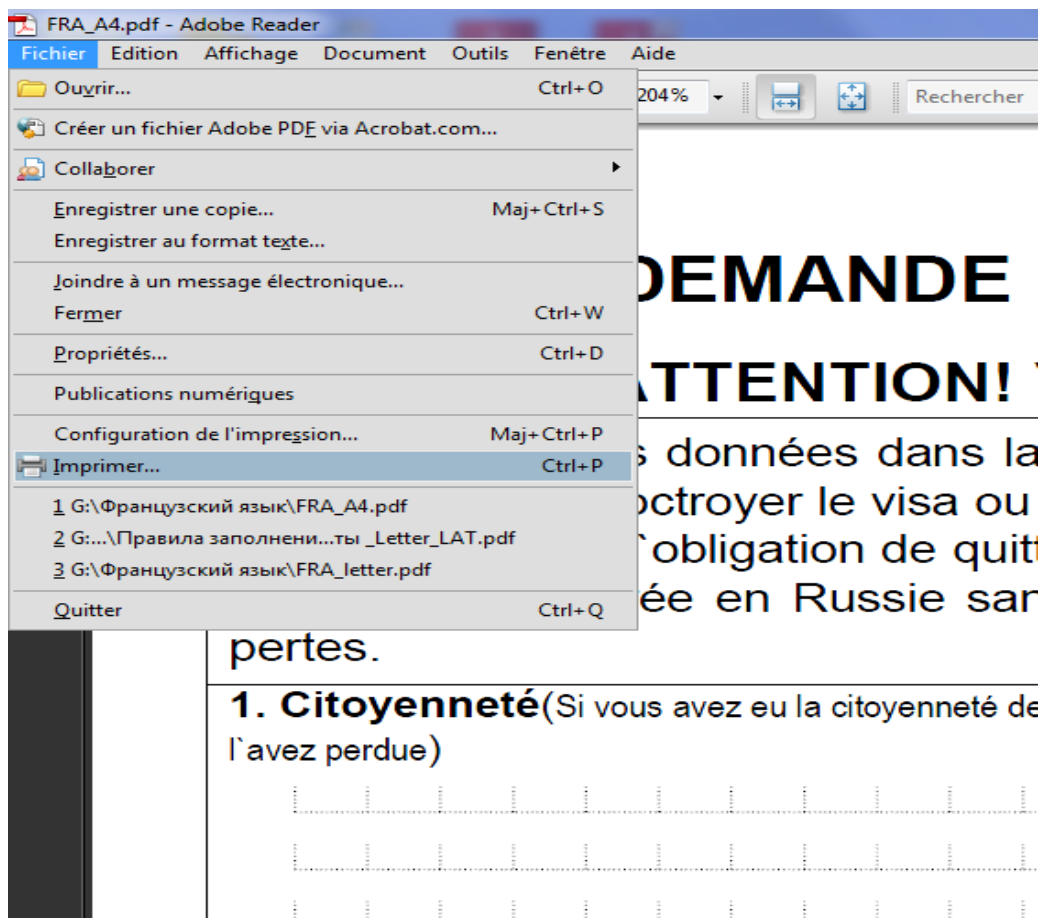 FRA_A4.pdf - Adobe Reader
Fichier Edition Affichage Document Outils Fenêtre Aide
Ouvrir... Ctrl+O
204%
Rechercher
Créer un fichier Adobe PDF via Acrobat.com...
Collaborer
Enregistrer une copie... Maj+Ctrl+S
Enregistrer au format texte...
Joindre à un message électronique...
Fermer Ctrl+W
Propriétés... Ctrl+D
Publications numériques
Configuration de l'impression... Maj+Ctrl+P
Imprimer... Ctrl+P
1 G:\Французский язык\FRA_A4.pdf
2 G:...\Правила заполнени...ты _Letter_LAT.pdf
3 G:\Французский язык\FRA_letter.pdf
Quitter Ctrl+Q
DEMANDE
ATTENTION!
données dans la
octroyer le visa ou
`obligation de quitt
ée en Russie san
pertes.
1. Citoyenneté(Si vous avez eu la citoyenneté de
l`avez perdue)